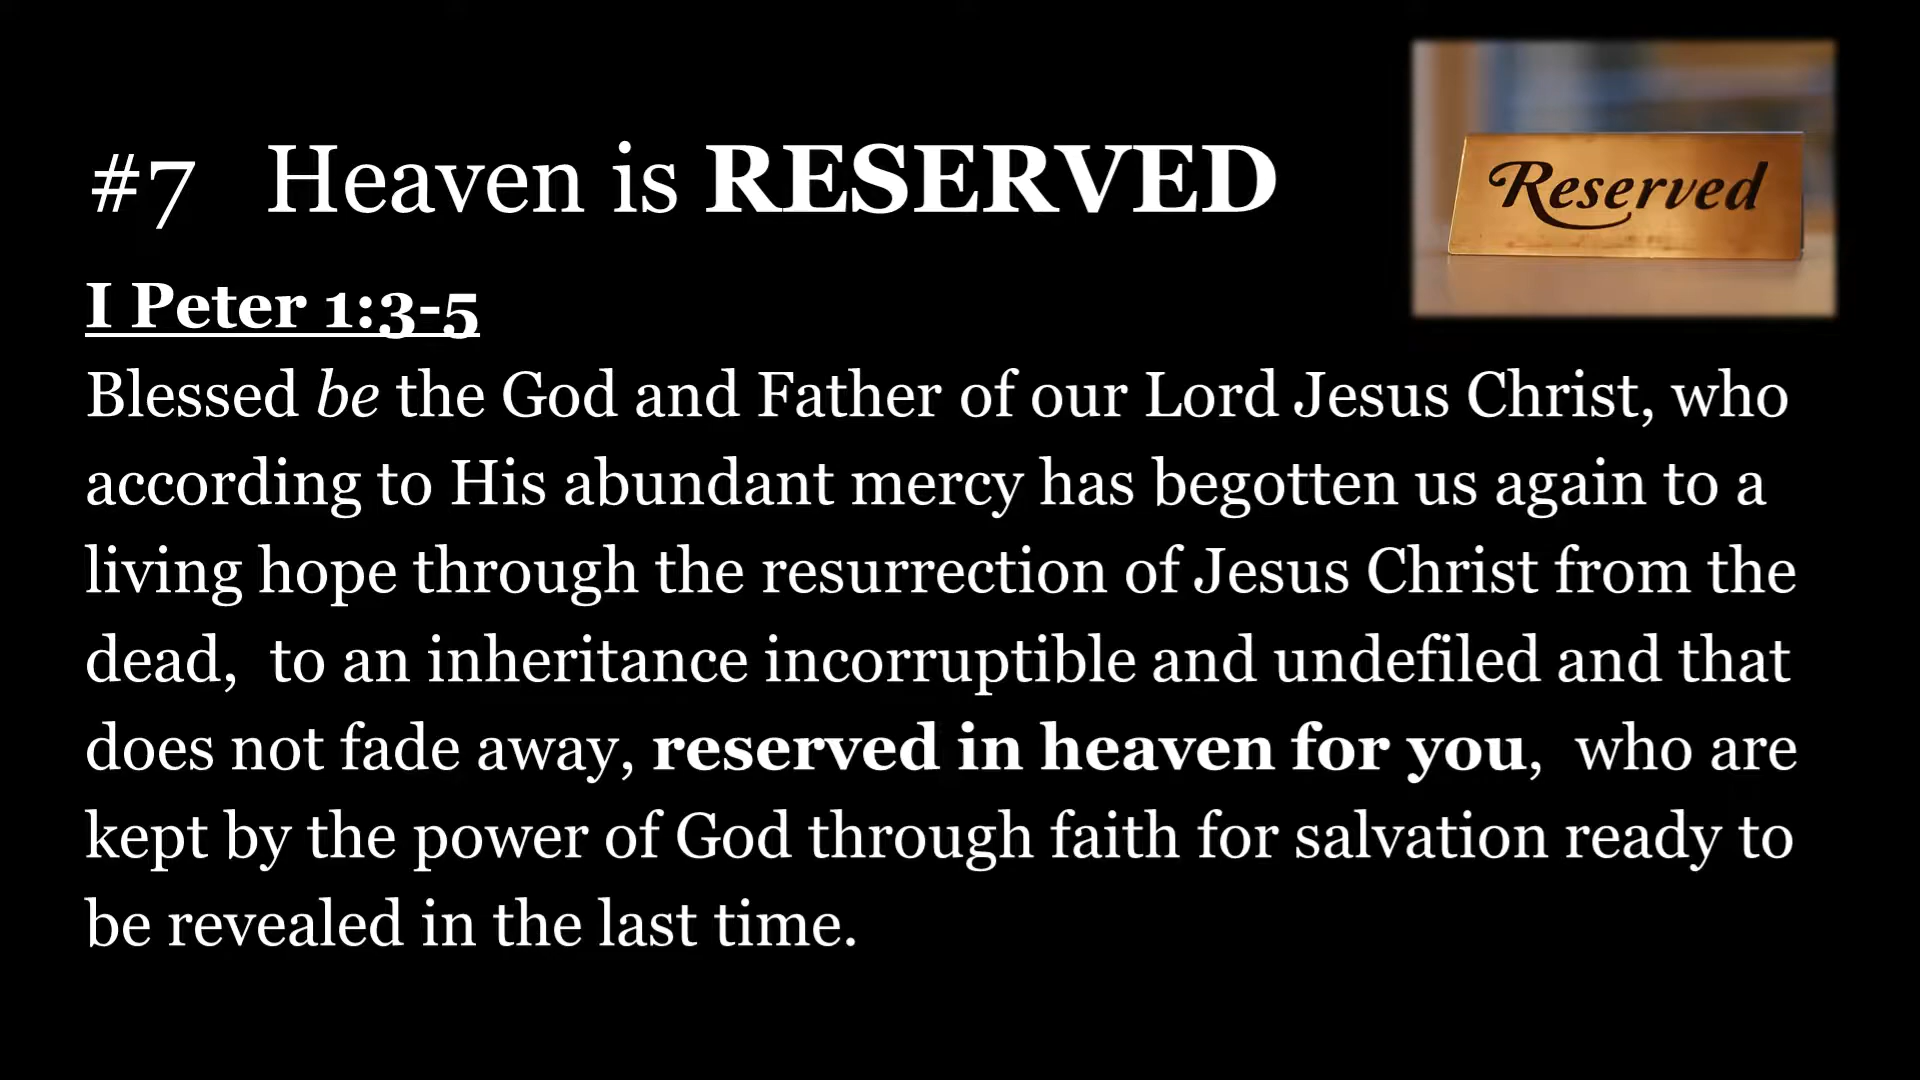 #7 Heaven is RESERVED
Reserved
I Peter 1:3-5
Blessed be the God and Father of our Lord Jesus Christ, who
according to His abundant mercy has begotten us again to a
living hope through the resurrection of Jesus Christ from the
dead, to an inheritance incorruptible and undefiled and that
does not fade away, reserved in heaven for you, who are
kept by the power of God through faith for salvation ready to
be revealed in the last time.